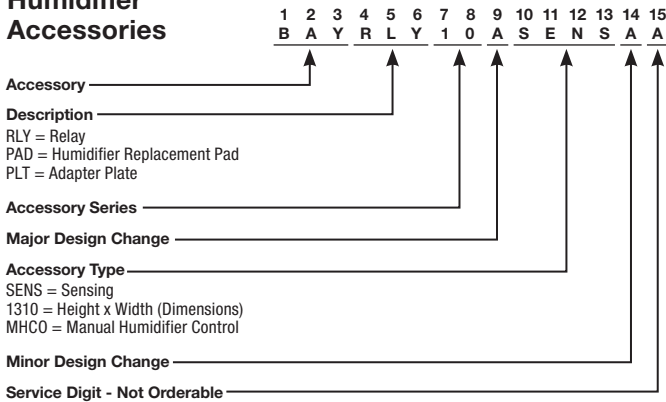 Humidifier
Accessories
1 2 3 4 5 6 7 8 9 10 11 12 13 14 15
B A Y R L Y 1 0 A S E N S A A
Accessory
Description
RLY = Relay
PAD = Humidifier Replacement Pad
PLT = Adapter Plate
Accessory Series
Major Design Change
Accessory Type
SENS = Sensing
1310 = Height x Width (Dimensions)
MHCO = Manual Humidifier Control
Minor Design Change
Service Digit - Not Orderable